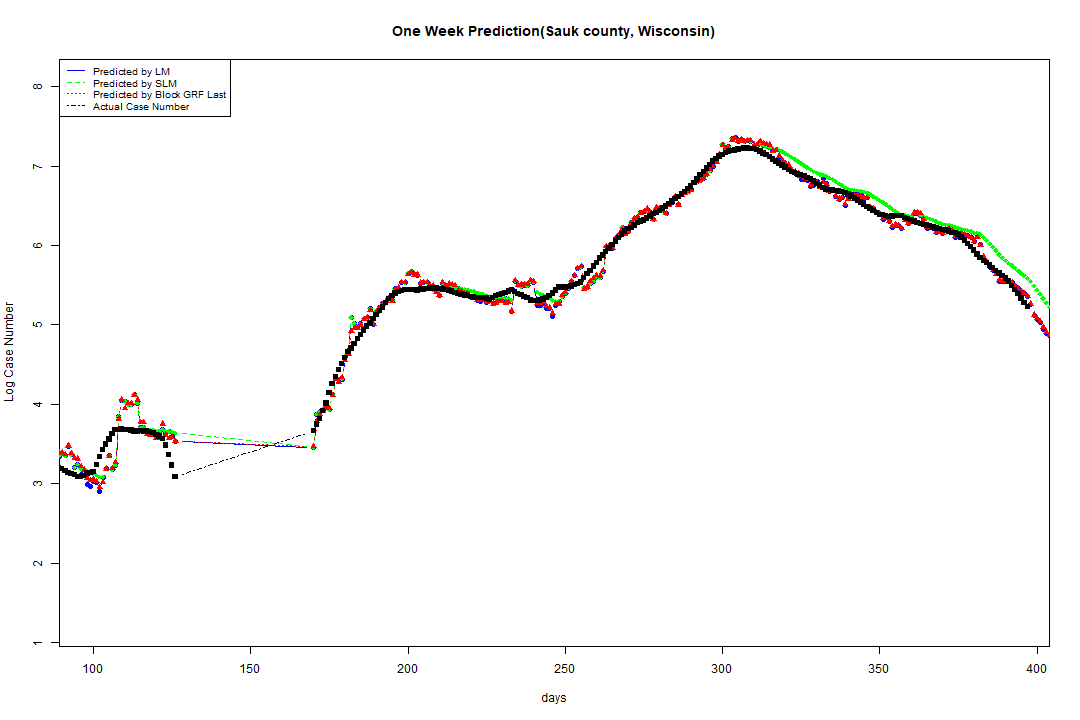 One Week Prediction(Sauk county, Wisconsin)
Predicted by LM
Predicted by SLM
Predicted by Block GRF Last
Actual Case Number
8
7
6
5
4
3
2
1
Log Case Number
100 150 200 250 300 350 400
days